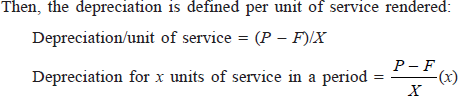 Then, the depreciation is defined per unit of service rendered:
Depreciation/unit of service = (P – F)/X
Depreciation for x units of service in a period = \frac{P – F}{X}(x)